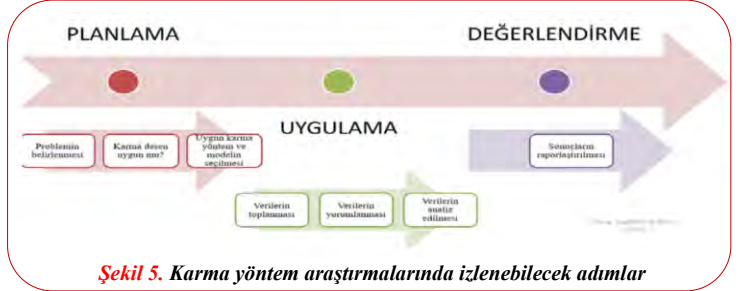 PLANLAMA
DEĞERLENDİRME
UYGULAMA
Problemin
belirlenmesi
Karma desen
uygun mu?
Uygun karma
yöntem ve
modelin
seçilmesi
Sonuçların
raporlaştırılması
Verilerin
toplanması
Verilerin
yorumlanması
Verilerin
analiz
edilmesi
Şekil 5. Karma yöntem araştırmalarında izlenebilecek adımlar